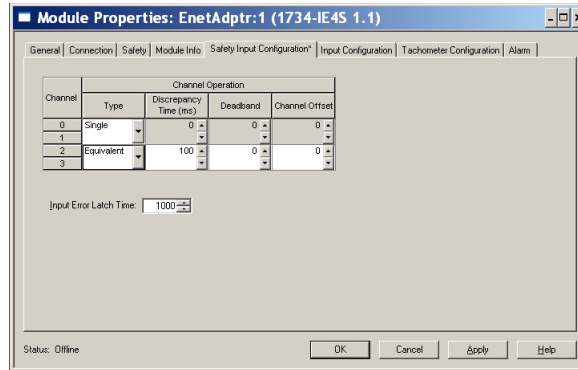 Module Properties: EnetAdptr:1 (1734-IE4S 1.1)
General Connection Safety Module Info Safety Input Configuration* Input Configuration Tachometer Configuration Alarm
Channel Operation
Channel Type Discrepancy Time (ms) Deadband Channel Offset
0 Single 0 0 0
1
2 Equivalent 100 0 0
3
Input Error Latch Time: 1000
Status: Offline OK Cancel Apply Help